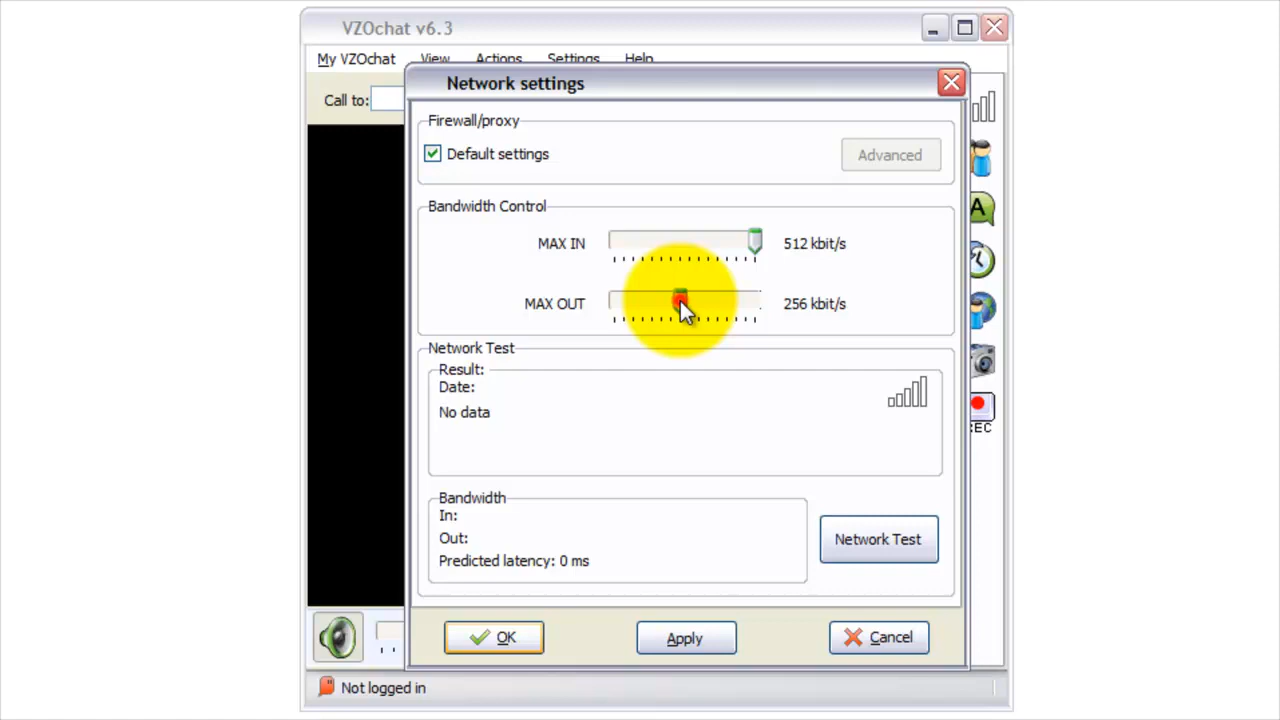 VZOchat v6.3
My VZOchat View Actions Settings Help
Network settings
Call to:
Firewall/proxy
Default settings
Advanced
Bandwidth Control
MAX IN 512 kbit/s
MAX OUT 256 kbit/s
Network Test
Result:
Date:
No data
A
EC
Bandwidth
In:
Out:
Predicted latency: 0 ms
Network Test
OK Apply Cancel
Not logged in